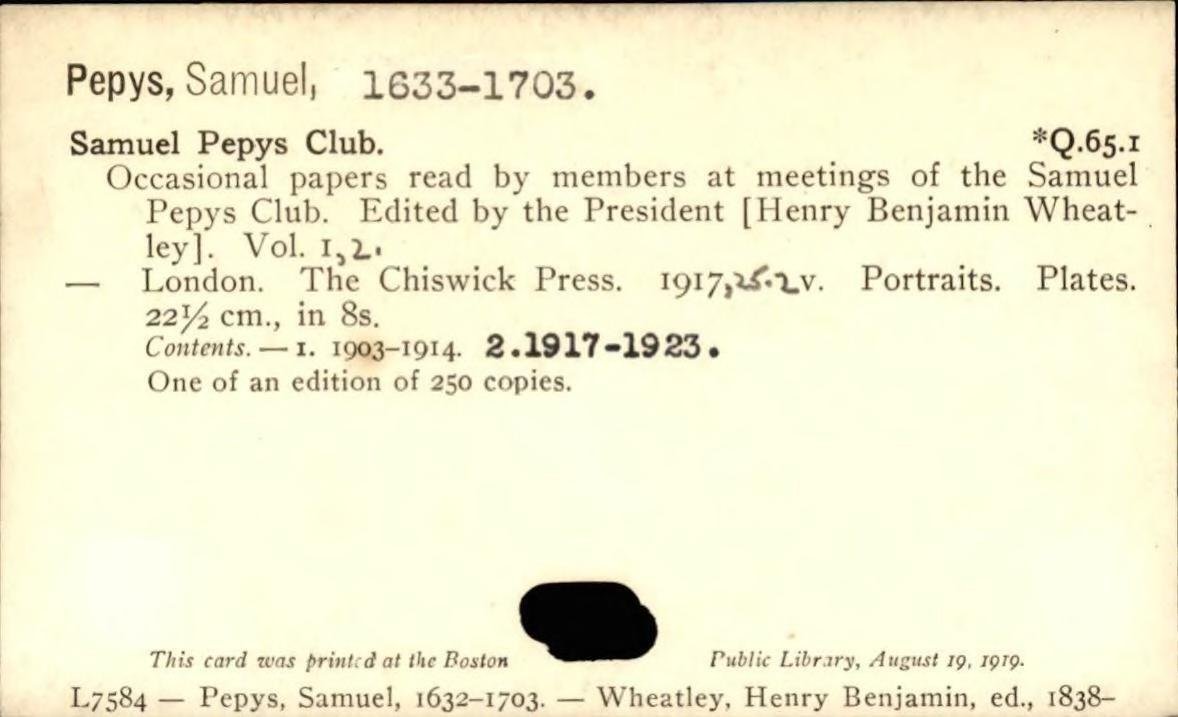 Pepys, Samuel, 1633-1703.
Samuel Pepys Club. *Q.65.1
Occasional papers read by members at meetings of the Samuel
Pepys Club. Edited by the President [Henry Benjamin Wheat-
ley]. Vol. 1,2.
— London. The Chiswick Press. 1917,25.2v. Portraits. Plates.
22½ cm., in 8s.
Contents. — 1. 1903–1914. 2.1917-1923.
One of an edition of 250 copies.
This card was printed at the Boston Public Library, August 19, 1919.
L7584 — Pepys, Samuel, 1632–1703. — Wheatley, Henry Benjamin, ed., 1838–